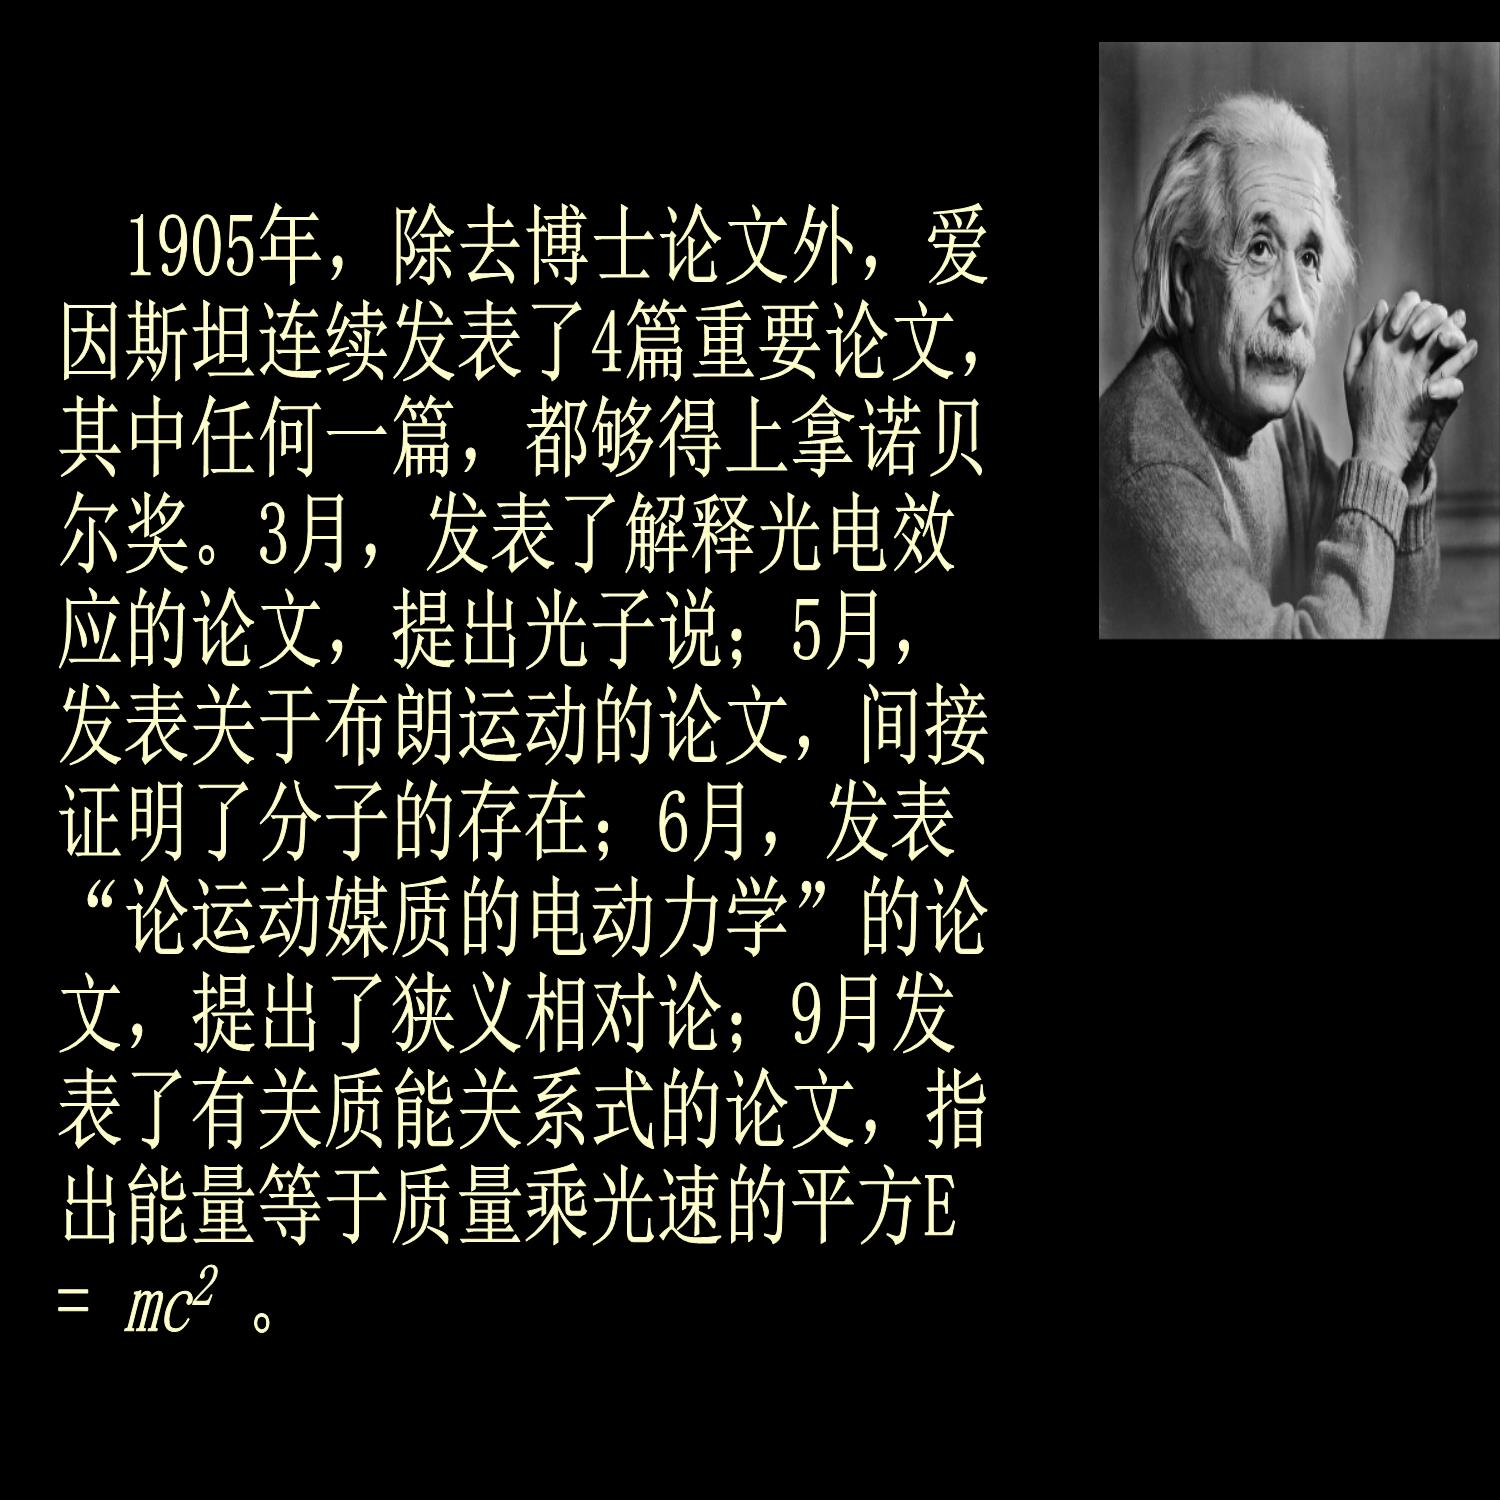 1905年，除去博士论文外，爱
因斯坦连续发表了4篇重要论文，
其中任何一篇，都够得上拿诺贝
尔奖。3月，发表了解释光电效
应的论文，提出光子说；5月，
发表关于布朗运动的论文，间接
证明了分子的存在；6月，发表
“论运动媒质的电动力学”的论
文，提出了狭义相对论；9月发
表了有关质能关系式的论文，指
出能量等于质量乘光速的平方E
= mc² 。